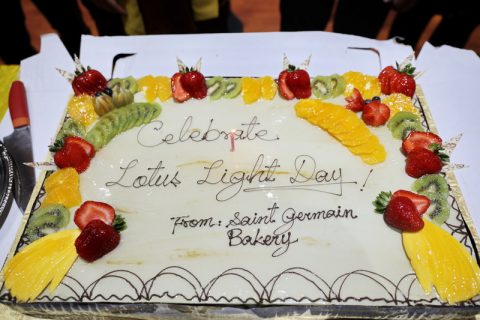 Celebrate
Lotus Light Day!
From: Saint Germain
Bakery